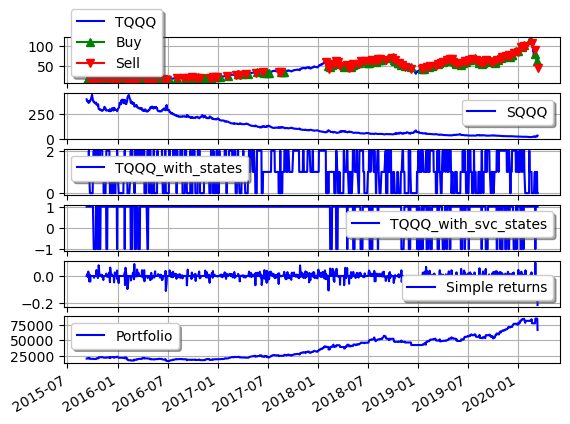 TQQQ
Buy
Sell
100
50
SQQQ
250
0
TQQQ_with_states
2
0
TQQQ_with_svc_states
1
0
−1
Simple returns
0.0
−0.2
Portfolio
75000
50000
25000
2015-07 2016-01 2016-07 2017-01 2017-07 2018-01 2018-07 2019-01 2019-07 2020-01